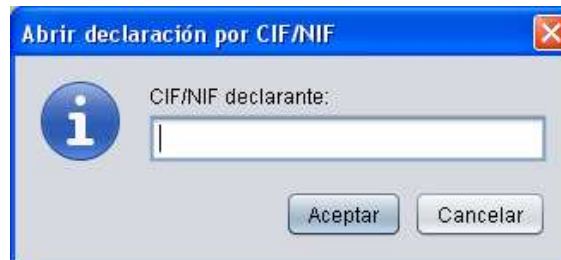 Abrir declaración por CIF/NIF
CIF/NIF declarante:
Aceptar
Cancelar